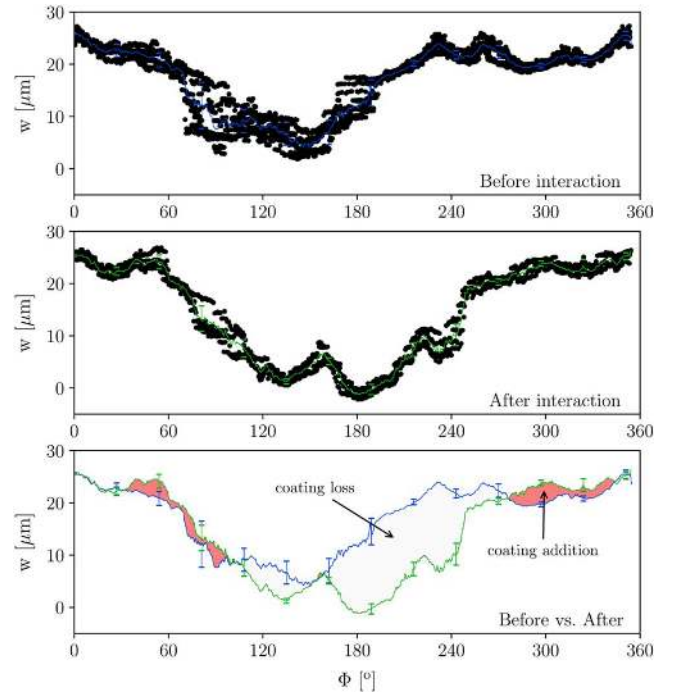 30
20
10
0
w [μm]
Before interaction
0 60 120 180 240 300 360
30
20
10
0
w [μm]
After interaction
0 60 120 180 240 300 360
30
20
10
0
w [μm]
coating loss
coating addition
Before vs. After
0 60 120 180 240 300 360
Φ [°]